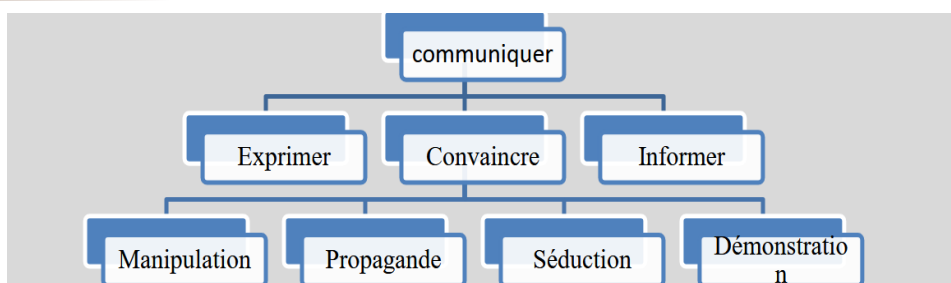 communiquer
Exprimer
Convaincre
Informer
Manipulation
Propagande
Séduction
Démonstratio
n